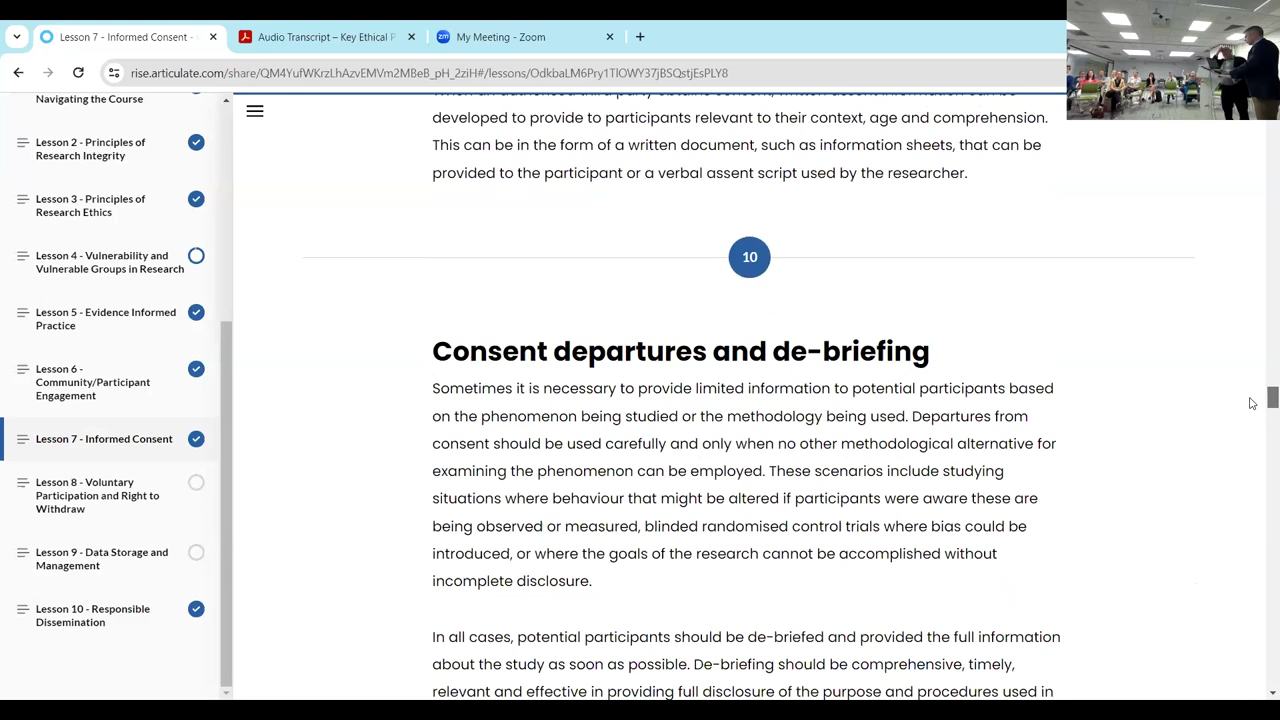 Lesson 7 - Informed Consent -
Audio Transcript – Key Ethical P
My Meeting - Zoom
rise.articulate.com/share/QM4YufWKrzLhAzvEMVm2MBeB_pH_2ziH#/lessons/OdkbaLM6Pry1TlOWY37jBSQstjEsPLY8
Navigating the Course
Lesson 2 - Principles of
Research Integrity
Lesson 3 - Principles of
Research Ethics
Lesson 4 - Vulnerability and
Vulnerable Groups in Research
Lesson 5 - Evidence Informed
Practice
Lesson 6 -
Community/Participant
Engagement
Lesson 7 - Informed Consent
Lesson 8 - Voluntary
Participation and Right to
Withdraw
Lesson 9 - Data Storage and
Management
Lesson 10 - Responsible
Dissemination
developed to provide to participants relevant to their context, age and comprehension.
This can be in the form of a written document, such as information sheets, that can be
provided to the participant or a verbal assent script used by the researcher.
10
Consent departures and de-briefing
Sometimes it is necessary to provide limited information to potential participants based
on the phenomenon being studied or the methodology being used. Departures from
consent should be used carefully and only when no other methodological alternative for
examining the phenomenon can be employed. These scenarios include studying
situations where behaviour that might be altered if participants were aware these are
being observed or measured, blinded randomised control trials where bias could be
introduced, or where the goals of the research cannot be accomplished without
incomplete disclosure.
In all cases, potential participants should be de-briefed and provided the full information
about the study as soon as possible. De-briefing should be comprehensive, timely,
relevant and effective in providing full disclosure of the purpose and procedures used in